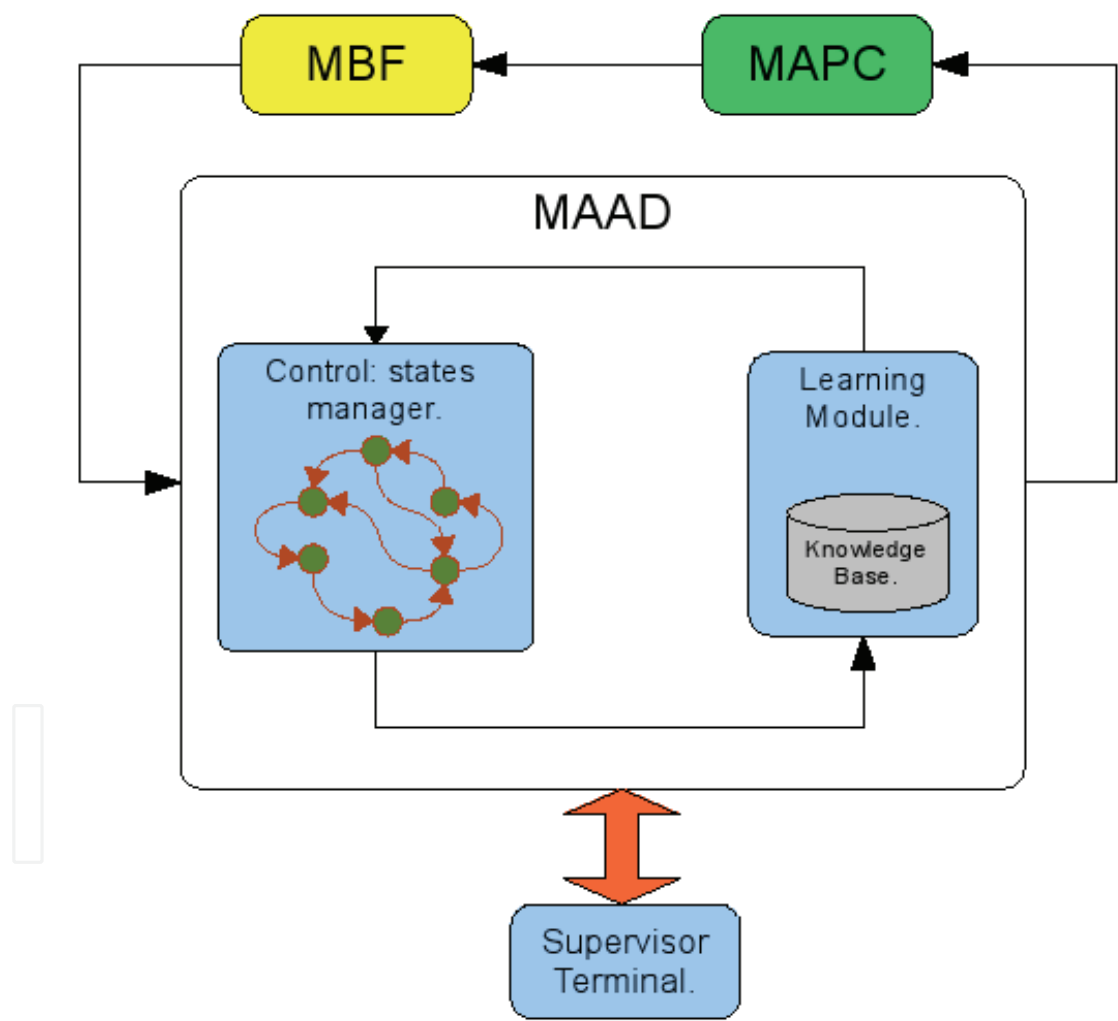 MBF
MAPC
MAAD
Control: states
manager.
Learning
Module.
Knowledge
Base.
Supervisor
Terminal.